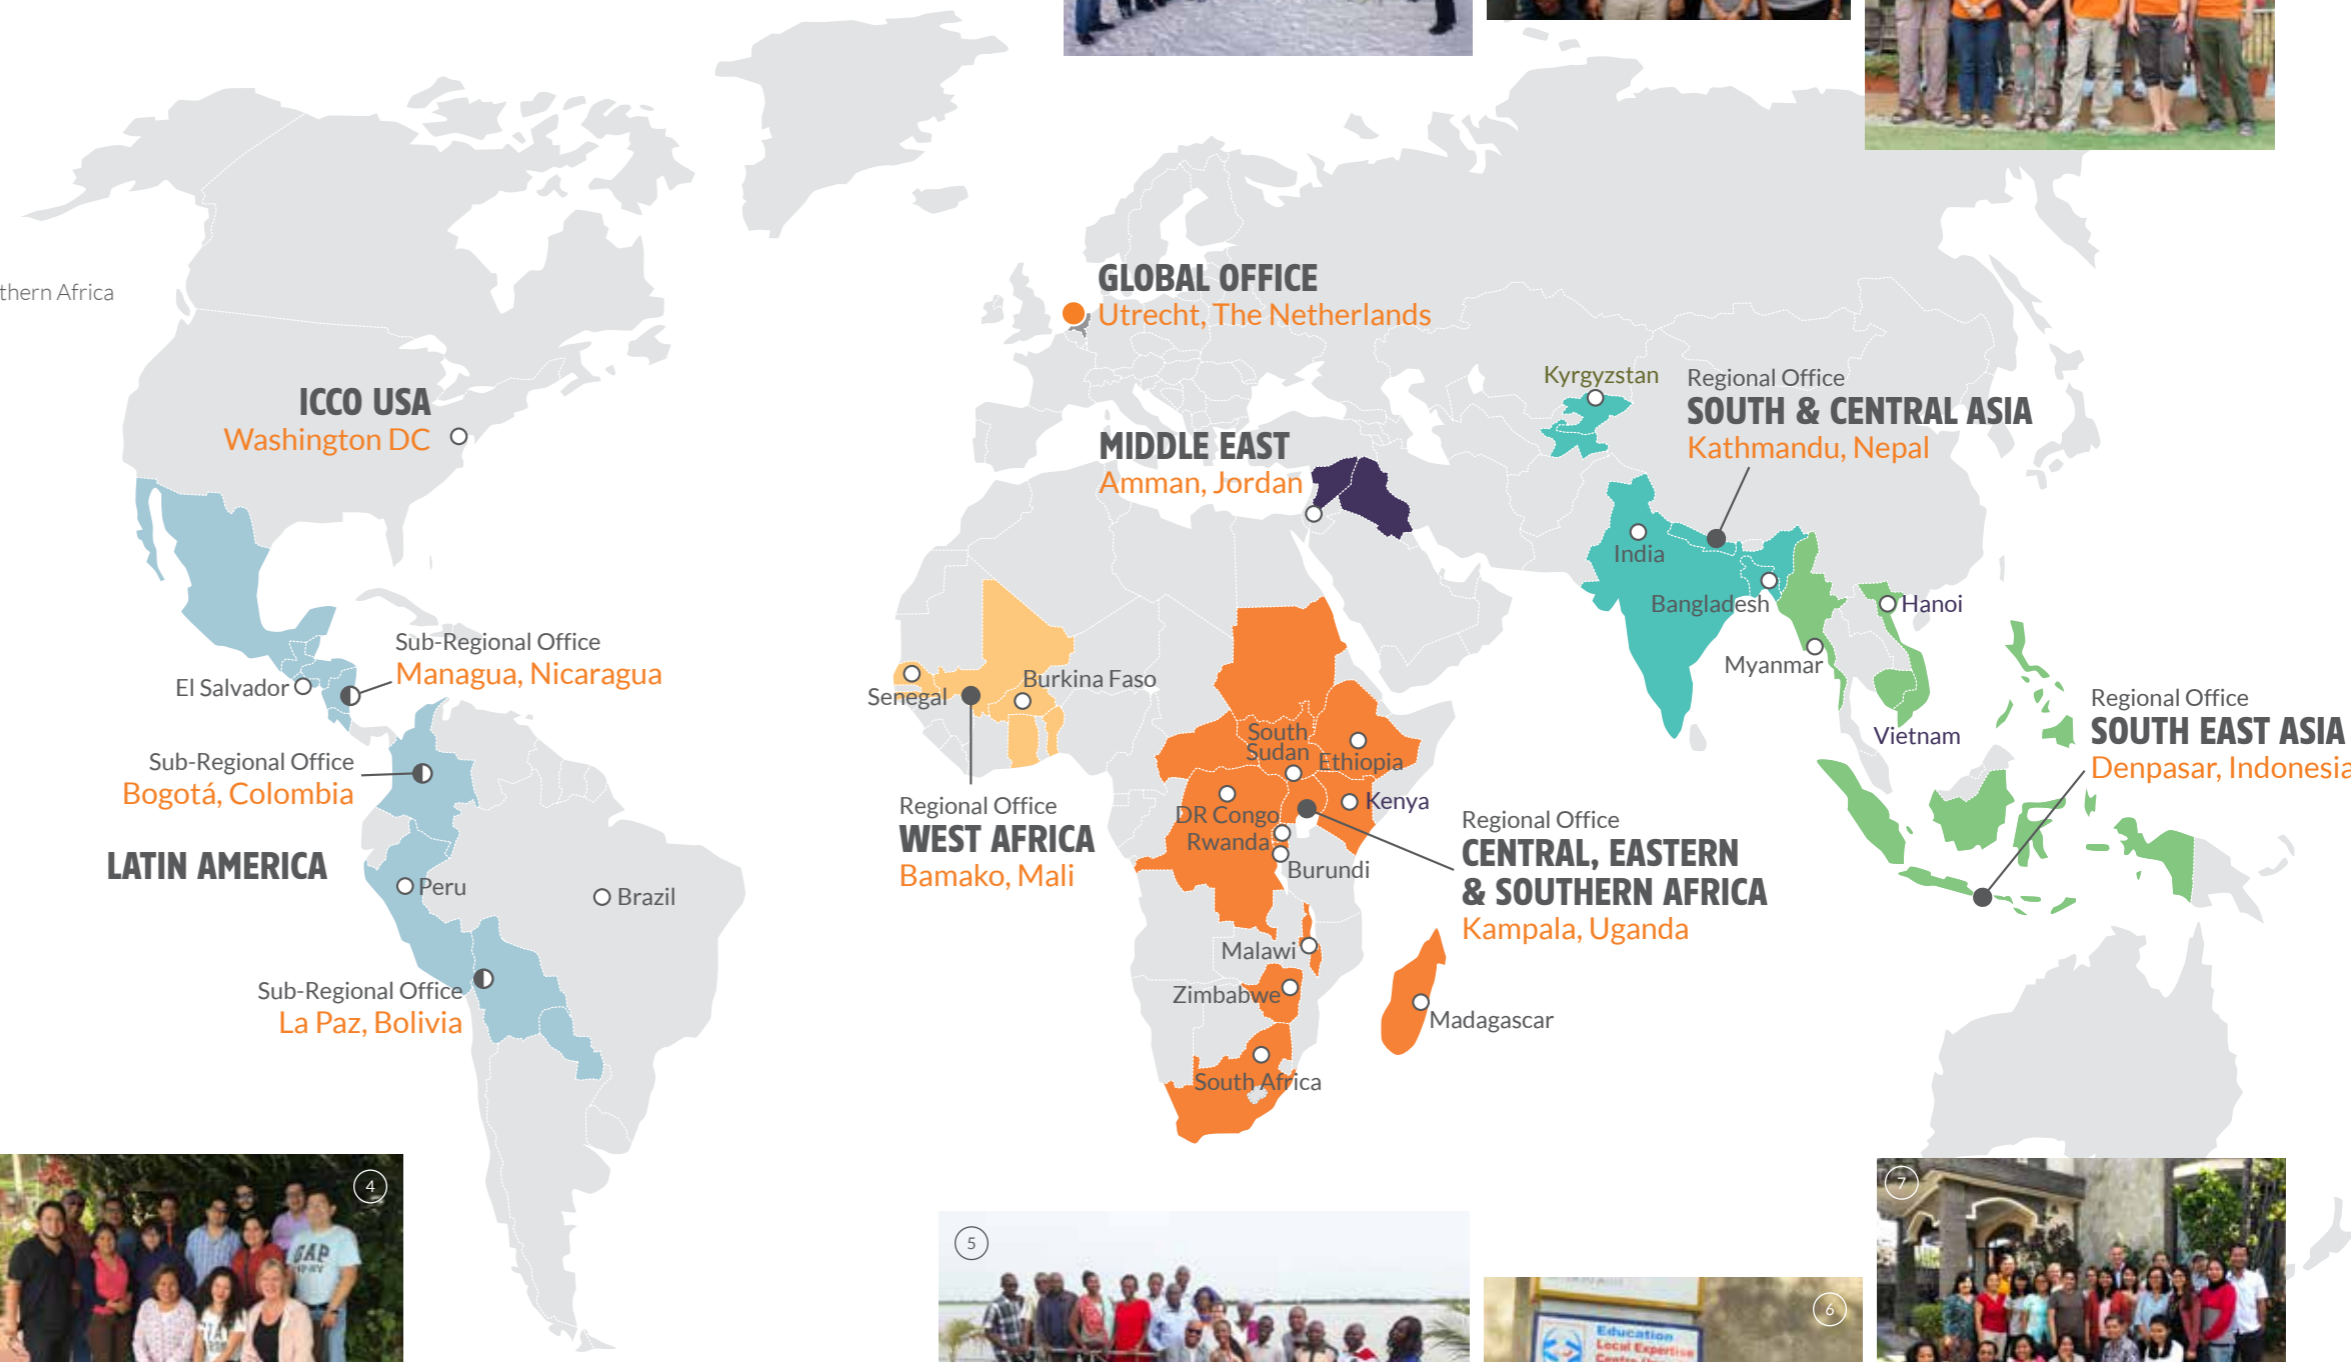 thern Africa
GLOBAL OFFICE
Utrecht, The Netherlands
ICCO USA
Washington DC
MIDDLE EAST
Amman, Jordan
Kyrgyzstan
Regional Office
SOUTH & CENTRAL ASIA
Kathmandu, Nepal
India
Bangladesh
Hanoi
Myanmar
Vietnam
Regional Office
SOUTH EAST ASIA
Denpasar, Indonesia
Sub-Regional Office
Managua, Nicaragua
El Salvador
Sub-Regional Office
Bogotá, Colombia
LATIN AMERICA
Peru
Brazil
Sub-Regional Office
La Paz, Bolivia
Senegal
Burkina Faso
Regional Office
WEST AFRICA
Bamako, Mali
South
Sudan
Ethiopia
DR Congo
Kenya
Rwanda
Burundi
Regional Office
CENTRAL, EASTERN
& SOUTHERN AFRICA
Kampala, Uganda
Malawi
Zimbabwe
Madagascar
South Africa
4
GAP
5
6
Education
Local Expertise
7